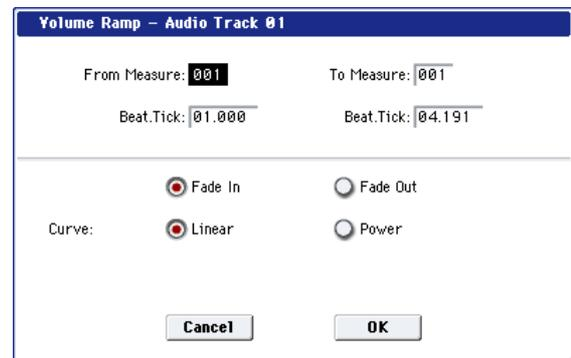 Volume Ramp – Audio Track 01
From Measure: 001 To Measure: 001
Beat.Tick: 01.000 Beat.Tick: 04.191
Fade In Fade Out
Curve: Linear Power
Cancel OK